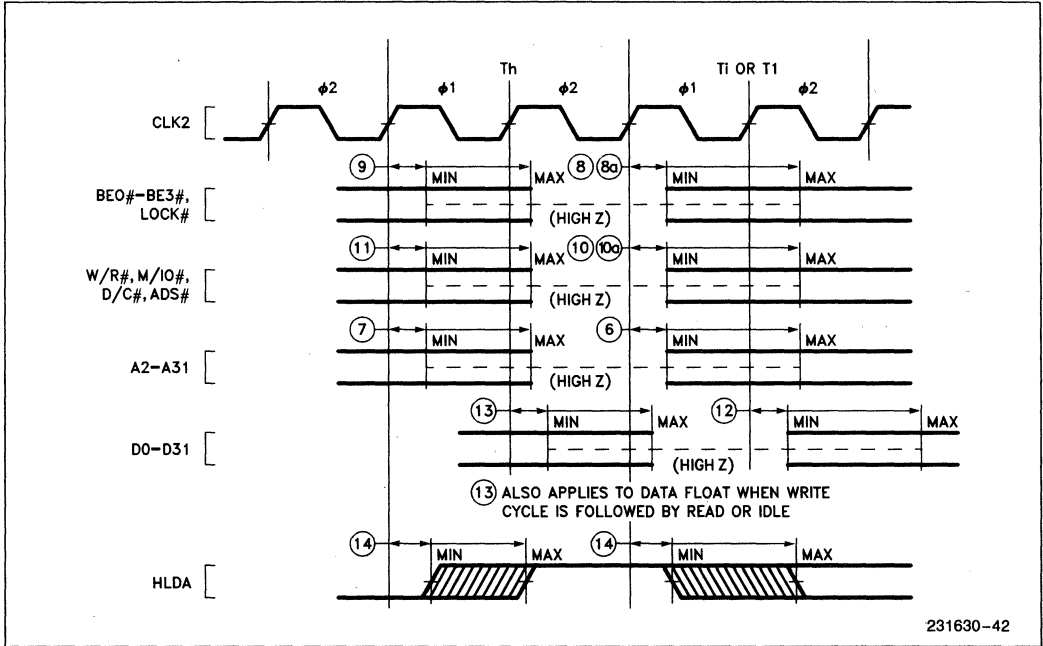 Th Ti OR T1
ϕ2 ϕ1 ϕ2 ϕ1 ϕ2
CLK2
9 MIN MAX 8 8a MIN MAX
BE0#–BE3#,
LOCK#
(HIGH Z)
11 MIN MAX 10 10a MIN MAX
W/R#, M/IO#,
D/C#, ADS#
(HIGH Z)
7 MIN MAX 6 MIN MAX
A2–A31
(HIGH Z)
13 MIN MAX 12 MIN MAX
D0–D31
(HIGH Z)
13 ALSO APPLIES TO DATA FLOAT WHEN WRITE
CYCLE IS FOLLOWED BY READ OR IDLE
14 MIN MAX 14 MIN MAX
HLDA
231630–42